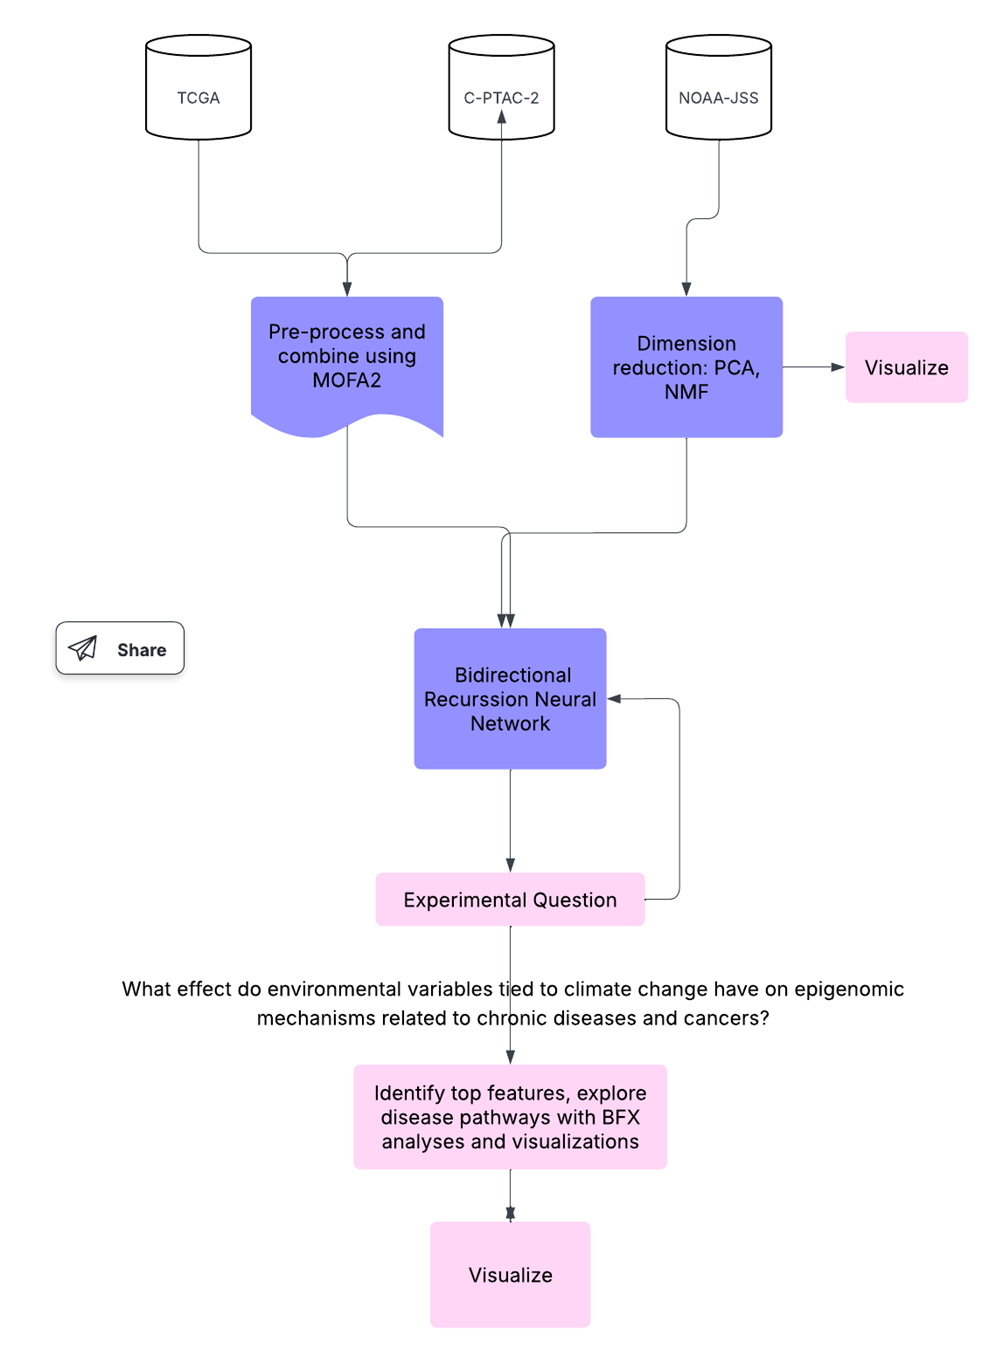 TCGA
C-PTAC-2
NOAA-JSS
Pre-process and
combine using
MOFA2
Dimension
reduction: PCA,
NMF
Visualize
Share
Bidirectional
Recurssion Neural
Network
Experimental Question
What effect do environmental variables tied to climate change have on epigenomic
mechanisms related to chronic diseases and cancers?
Identify top features, explore
disease pathways with BFX
analyses and visualizations
Visualize